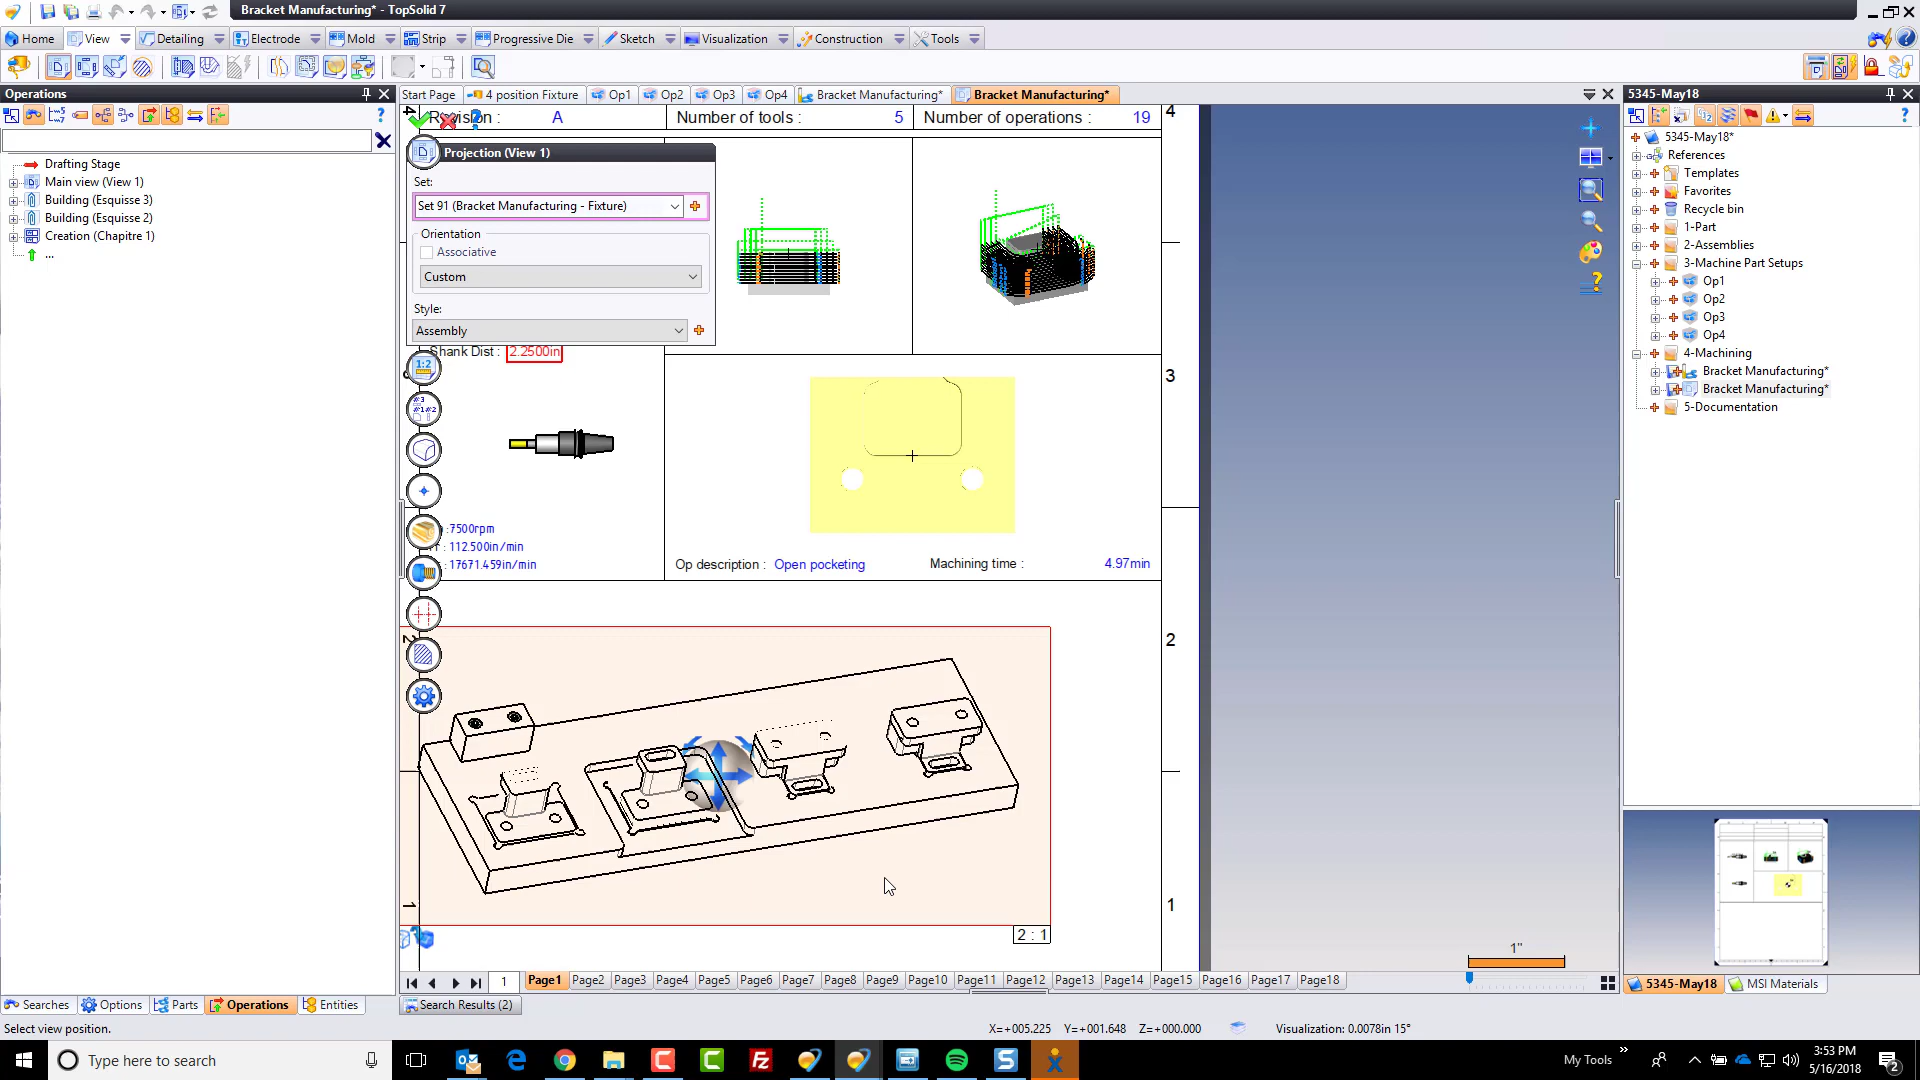 Bracket Manufacturing* - TopSolid 7
Home View Detailing Electrode Mold Strip Progressive Die Sketch Visualization Construction Tools
Operations
Start Page 4 position Fixture Op1 Op2 Op3 Op4 Bracket Manufacturing* Bracket Manufacturing*
5345-May18
Revision : A Number of tools : 5 Number of operations : 19
4
Projection (View 1)
Set:
Set 91 (Bracket Manufacturing - Fixture)
Orientation
Associative
Custom
Style:
Assembly
Shank Dist : 2.2500in
Drafting Stage
Main view (View 1)
Building (Esquisse 3)
Building (Esquisse 2)
Creation (Chapitre 1)
...
3
:7500rpm
: 112.500in/min
: 17671.459in/min
Op description : Open pocketing Machining time : 4.97min
2
2
1
1
2 : 1
1"
5345-May18*
References
Templates
Favorites
Recycle bin
1-Part
2-Assemblies
3-Machine Part Setups
Op1
Op2
Op3
Op4
4-Machining
Bracket Manufacturing*
Bracket Manufacturing*
5-Documentation
1 Page1 Page2 Page3 Page4 Page5 Page6 Page7 Page8 Page9 Page10 Page11 Page12 Page13 Page14 Page15 Page16 Page17 Page18
5345-May18 MSI Materials
Searches Options Parts Operations Entities
Search Results (2)
Select view position.
X=+005.225 Y=+001.648 Z=+000.000 Visualization: 0.0078in 15°
Type here to search
My Tools
3:53 PM
5/16/2018
2